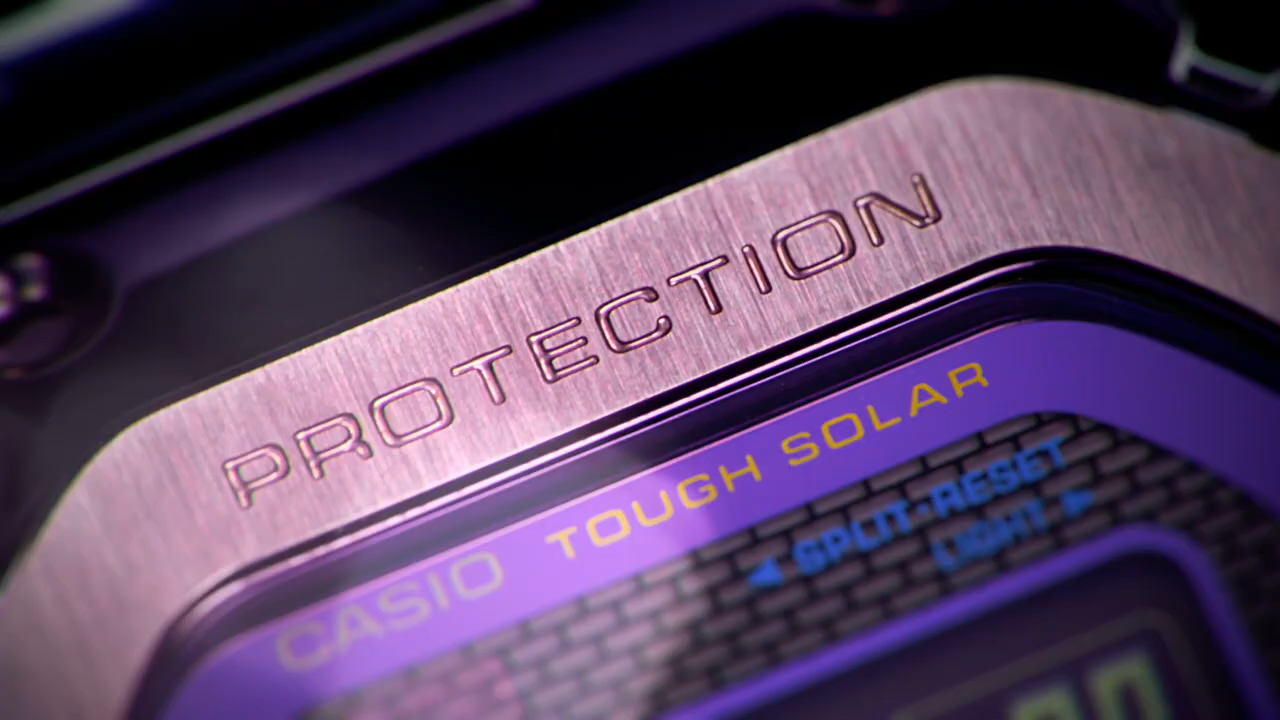 PROTECTION
CASIO TOUGH SOLAR
◄ SPLIT-RESET
LIGHT ►